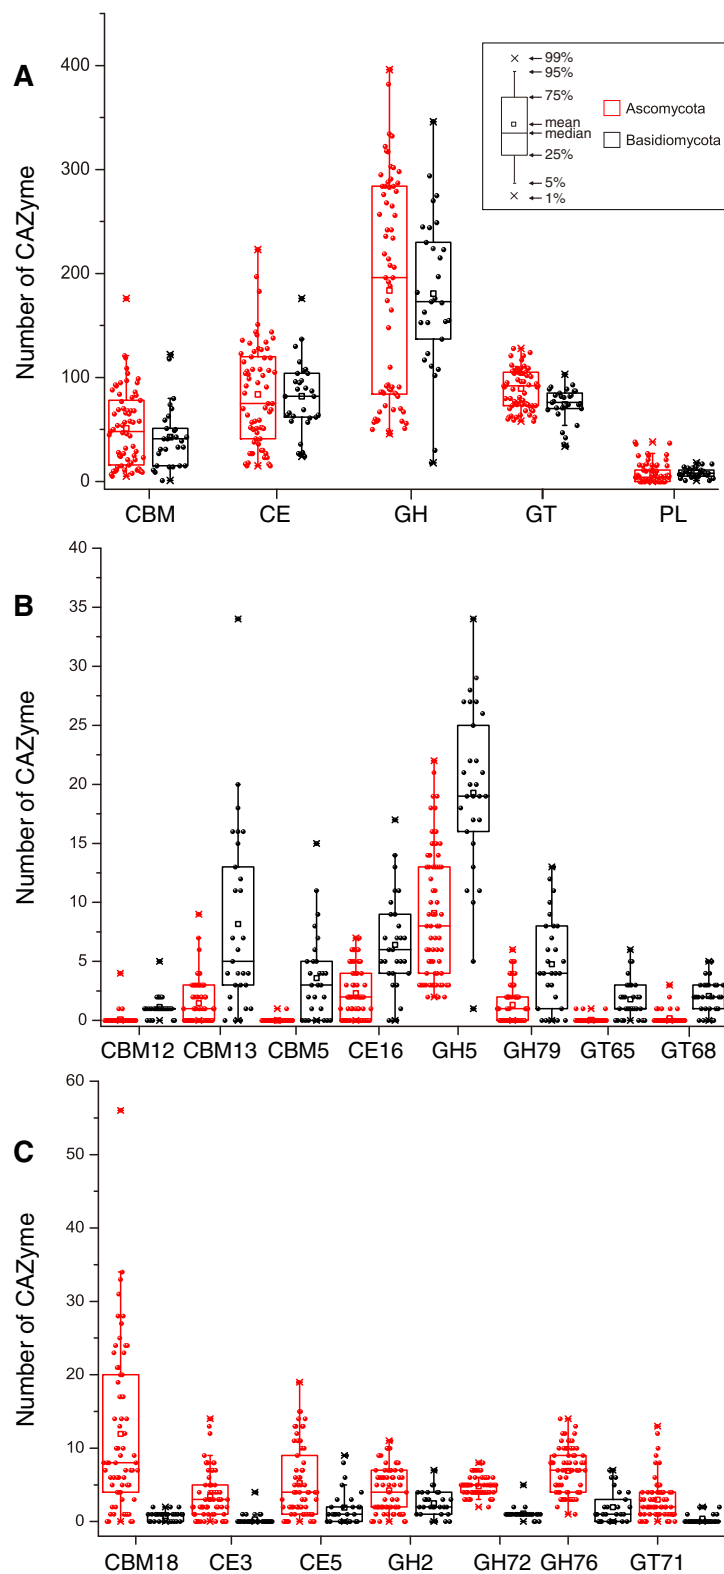 A
Number of CAZyme
400
300
200
100
0
99%
95%
75%
mean
median
25%
5%
1%
Ascomycota
Basidiomycota
CBM CE GH GT PL
B
Number of CAZyme
40
35
30
25
20
15
10
5
0
CBM12 CBM13 CBM5 CE16 GH5 GH79 GT65 GT68
C
Number of CAZyme
60
50
40
30
20
10
0
CBM18 CE3 CE5 GH2 GH72 GH76 GT71